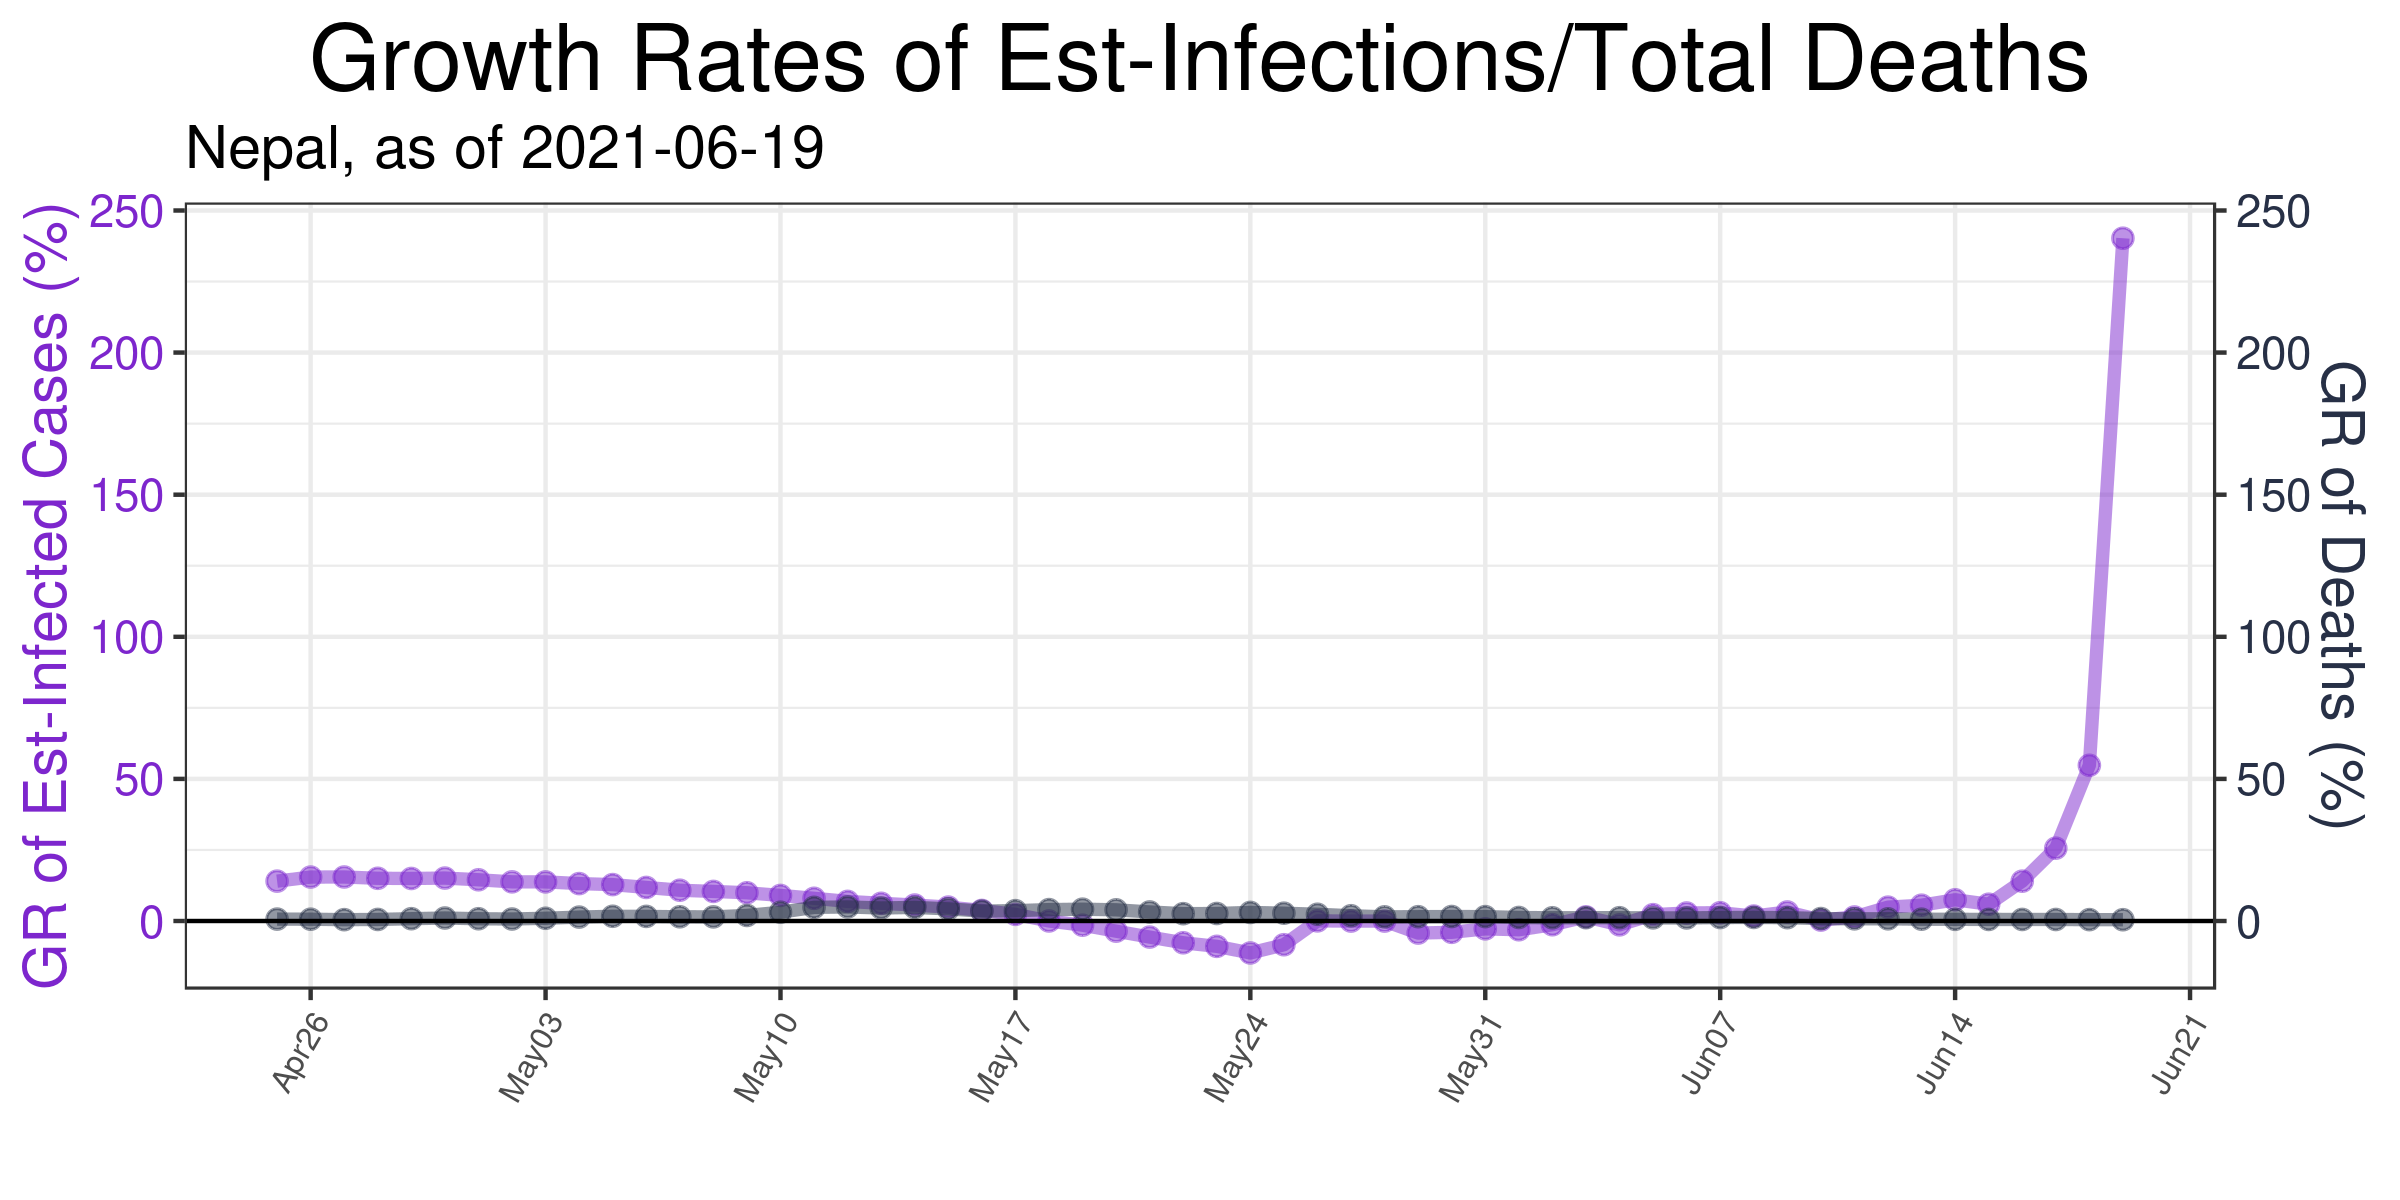 Growth Rates of Est-Infections/Total Deaths
Nepal, as of 2021-06-19
GR of Est-Infected Cases (%)
250
200
150
100
50
0
250
200
150
100
50
0
GR of Deaths (%)
Apr26
May03
May10
May17
May24
May31
Jun07
Jun14
Jun21